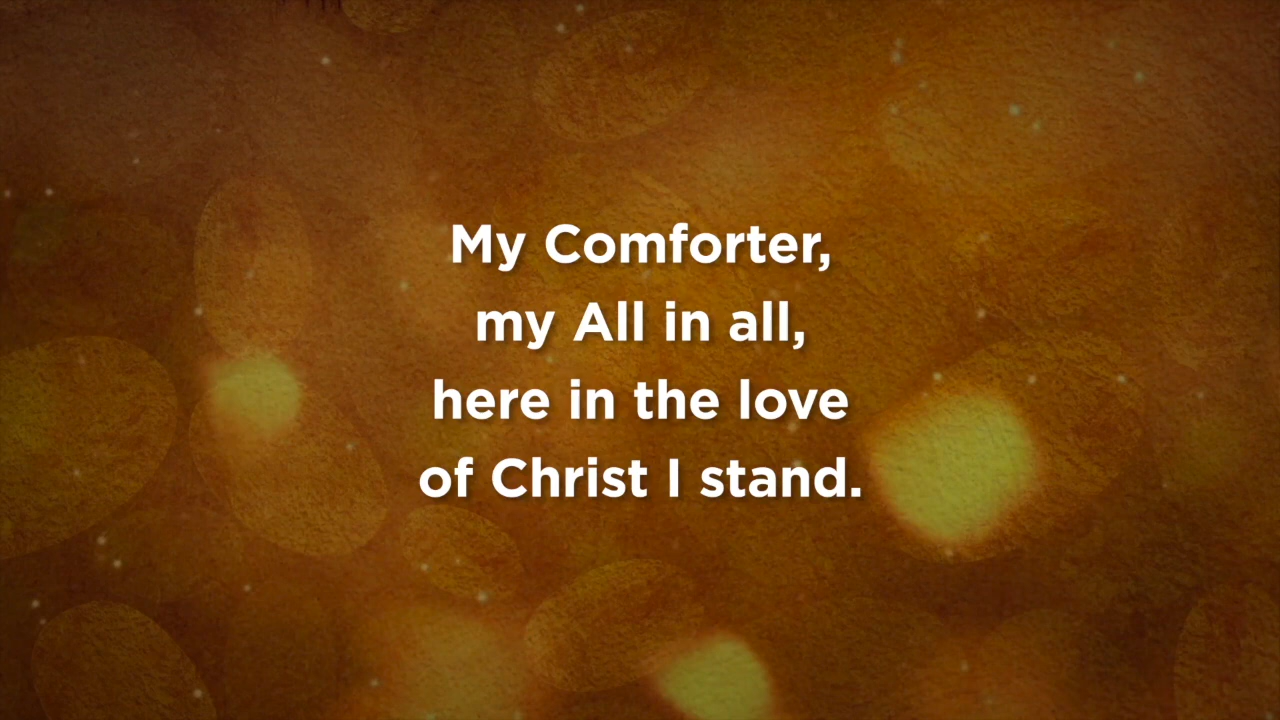 My Comforter,
my All in all,
here in the love
of Christ I stand.